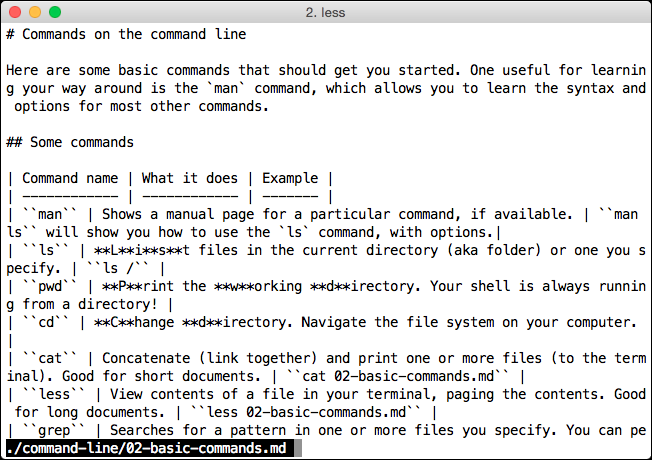 2. less
# Commands on the command line
Here are some basic commands that should get you started. One useful for learnin
g your way around is the `man` command, which allows you to learn the syntax and
 options for most other commands.
## Some commands
| Command name | What it does | Example |
| ------------ | ------------ | ------- |
| ``man`` | Shows a manual page for a particular command, if available. | ``man
ls`` will show you how to use the `ls` command, with options.|
| ``ls`` | **L**i**s**t files in the current directory (aka folder) or one you s
pecify. | ``ls /`` |
| ``pwd`` | **P**rint the **w**orking **d**irectory. Your shell is always runnin
g from a directory! |
| ``cd`` | **C**hange **d**irectory. Navigate the file system on your computer.
|
| ``cat`` | Concatenate (link together) and print one or more files (to the term
inal). Good for short documents. | ``cat 02-basic-commands.md`` |
| ``less`` | View contents of a file in your terminal, paging the contents. Good
 for long documents. | ``less 02-basic-commands.md`` |
| ``grep`` | Searches for a pattern in one or more files you specify. You can pe
./command-line/02-basic-commands.md